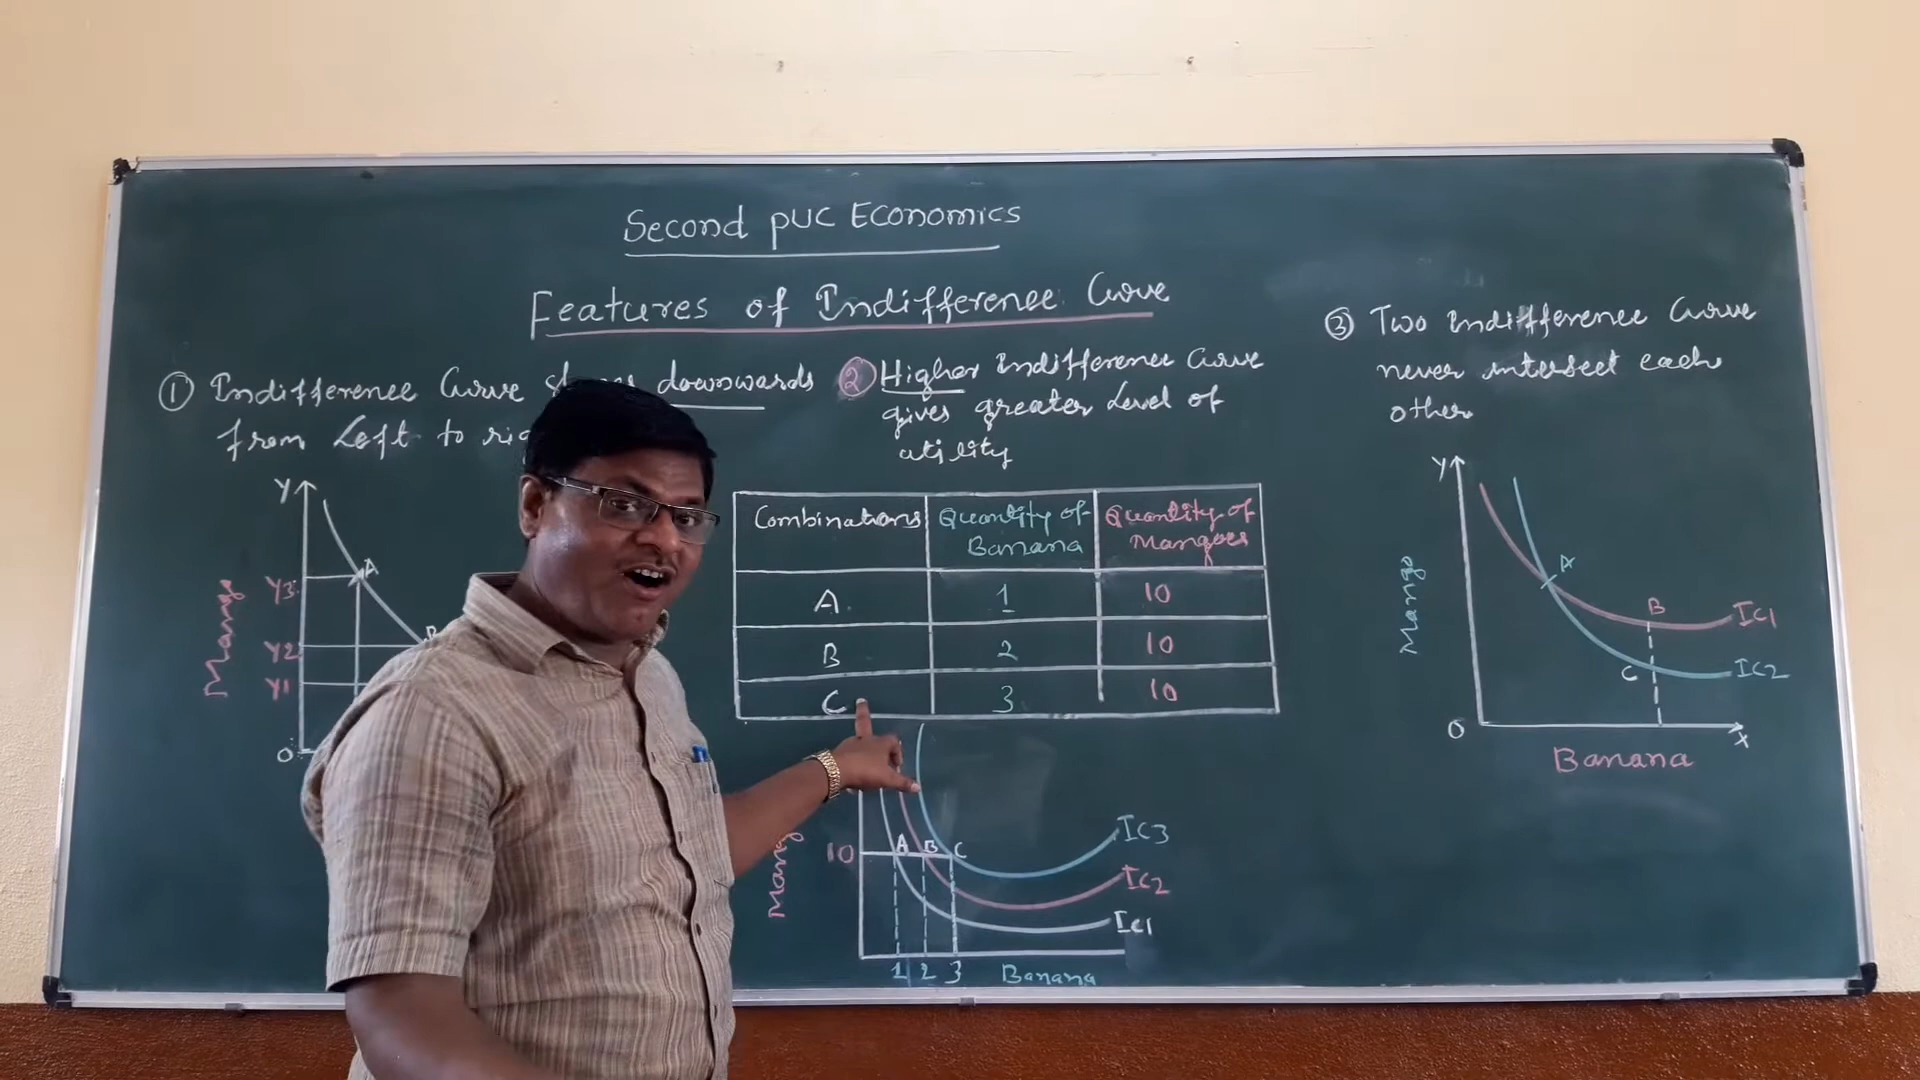 Second PUC Economics
Features of Indifference Curve
① Indifference Curve downwards
from Left to
② Higher Indifference Curve
gives greater Level of
utility
③ Two Indifference Curve
never intersect each
other
Y
A
Y3
Y2
Y1
O
Mango
Combinations Quantity of Banana Quantity of Mangoes
A 1 10
B 2 10
C 3 10
10
A B C
IC3
IC2
IC1
1 2 3 Banana
Y
A
B
IC1
C
IC2
Mango
O
X
Banana